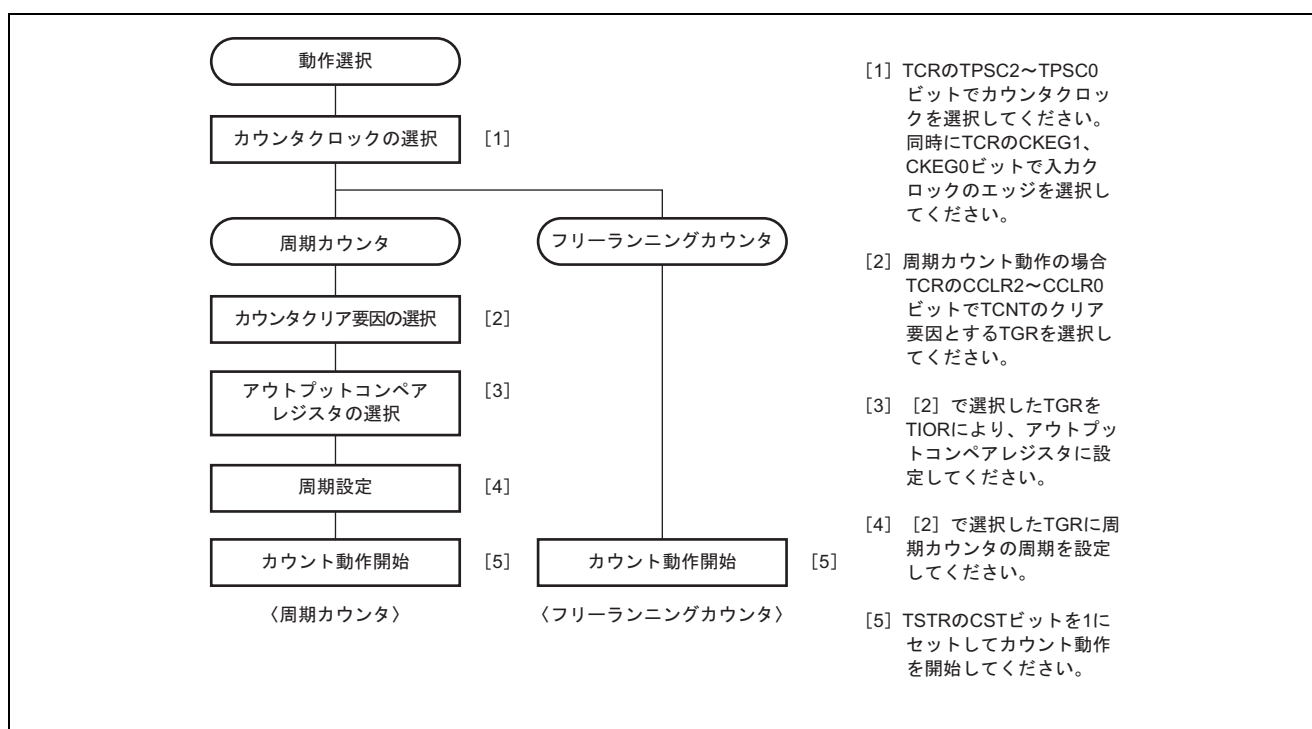 動作選択
カウンタクロックの選択 [1]
周期カウンタ
フリーランニングカウンタ
カウンタクリア要因の選択 [2]
アウトプットコンペア
レジスタの選択
[3]
周期設定 [4]
カウント動作開始 [5]
カウント動作開始 [5]
〈周期カウンタ〉
〈フリーランニングカウンタ〉
[1] TCRのTPSC2～TPSC0
ビットでカウンタクロッ
クを選択してください。
同時にTCRのCKEG1、
CKEG0ビットで入力ク
ロックのエッジを選択し
てください。
[2] 周期カウント動作の場合
TCRのCCLR2～CCLR0
ビットでTCNTのクリア
要因とするTGRを選択し
てください。
[3] [2]で選択したTGRを
TIORにより、アウトプッ
トコンペアレジスタに設
定してください。
[4] [2]で選択したTGRに周
期カウンタの周期を設定
してください。
[5] TSTRのCSTビットを1に
セットしてカウント動作
を開始してください。